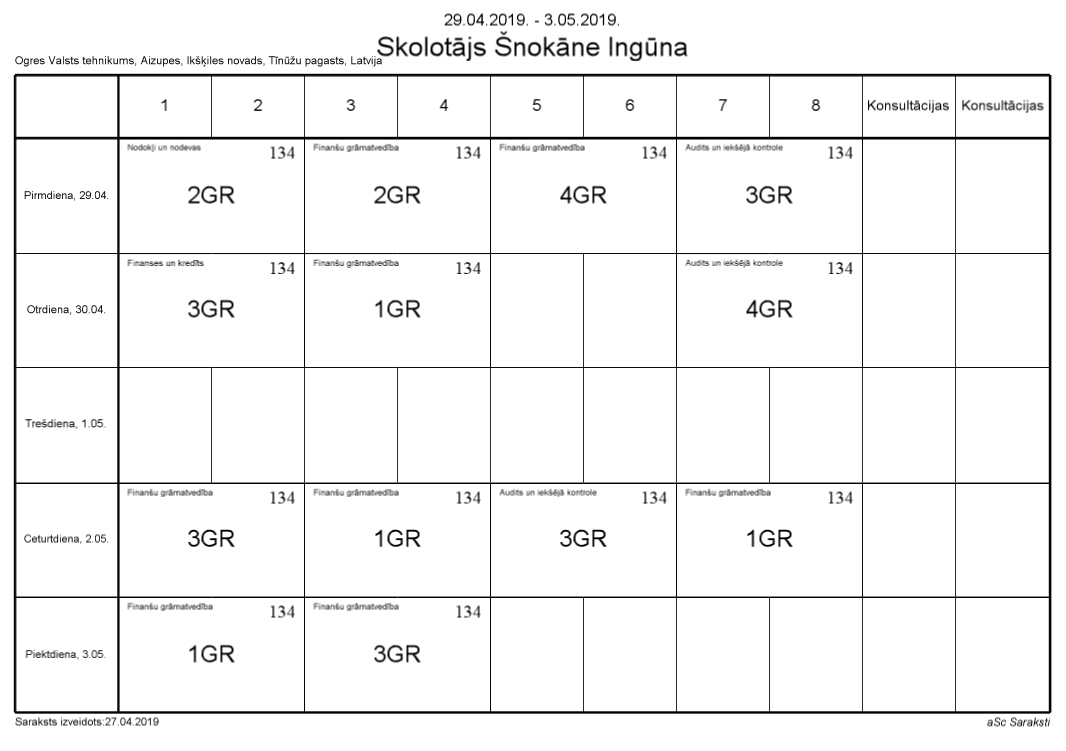 29.04.2019. - 3.05.2019.
Skolotājs Šnokāne Ingūna
Ogres Valsts tehnikums, Aizupes, Ikšķiles novads, Tīnūžu pagasts, Latvija
1 2 3 4 5 6 7 8 Konsultācijas Konsultācijas
Nodokļi un nodevas 134 Finanšu grāmatvedība 134 Finanšu grāmatvedība 134 Audits un iekšējā kontrole 134
Pirmdiena, 29.04. 2GR 2GR 4GR 3GR
Finanses un kredīts 134 Finanšu grāmatvedība 134 Audits un iekšējā kontrole 134
Otrdiena, 30.04. 3GR 1GR 4GR
Trešdiena, 1.05.
Finanšu grāmatvedība 134 Finanšu grāmatvedība 134 Audits un iekšējā kontrole 134 Finanšu grāmatvedība 134
Ceturtdiena, 2.05. 3GR 1GR 3GR 1GR
Finanšu grāmatvedība 134 Finanšu grāmatvedība 134
Piektdiena, 3.05. 1GR 3GR
Saraksts izveidots:27.04.2019 aSc Saraksti